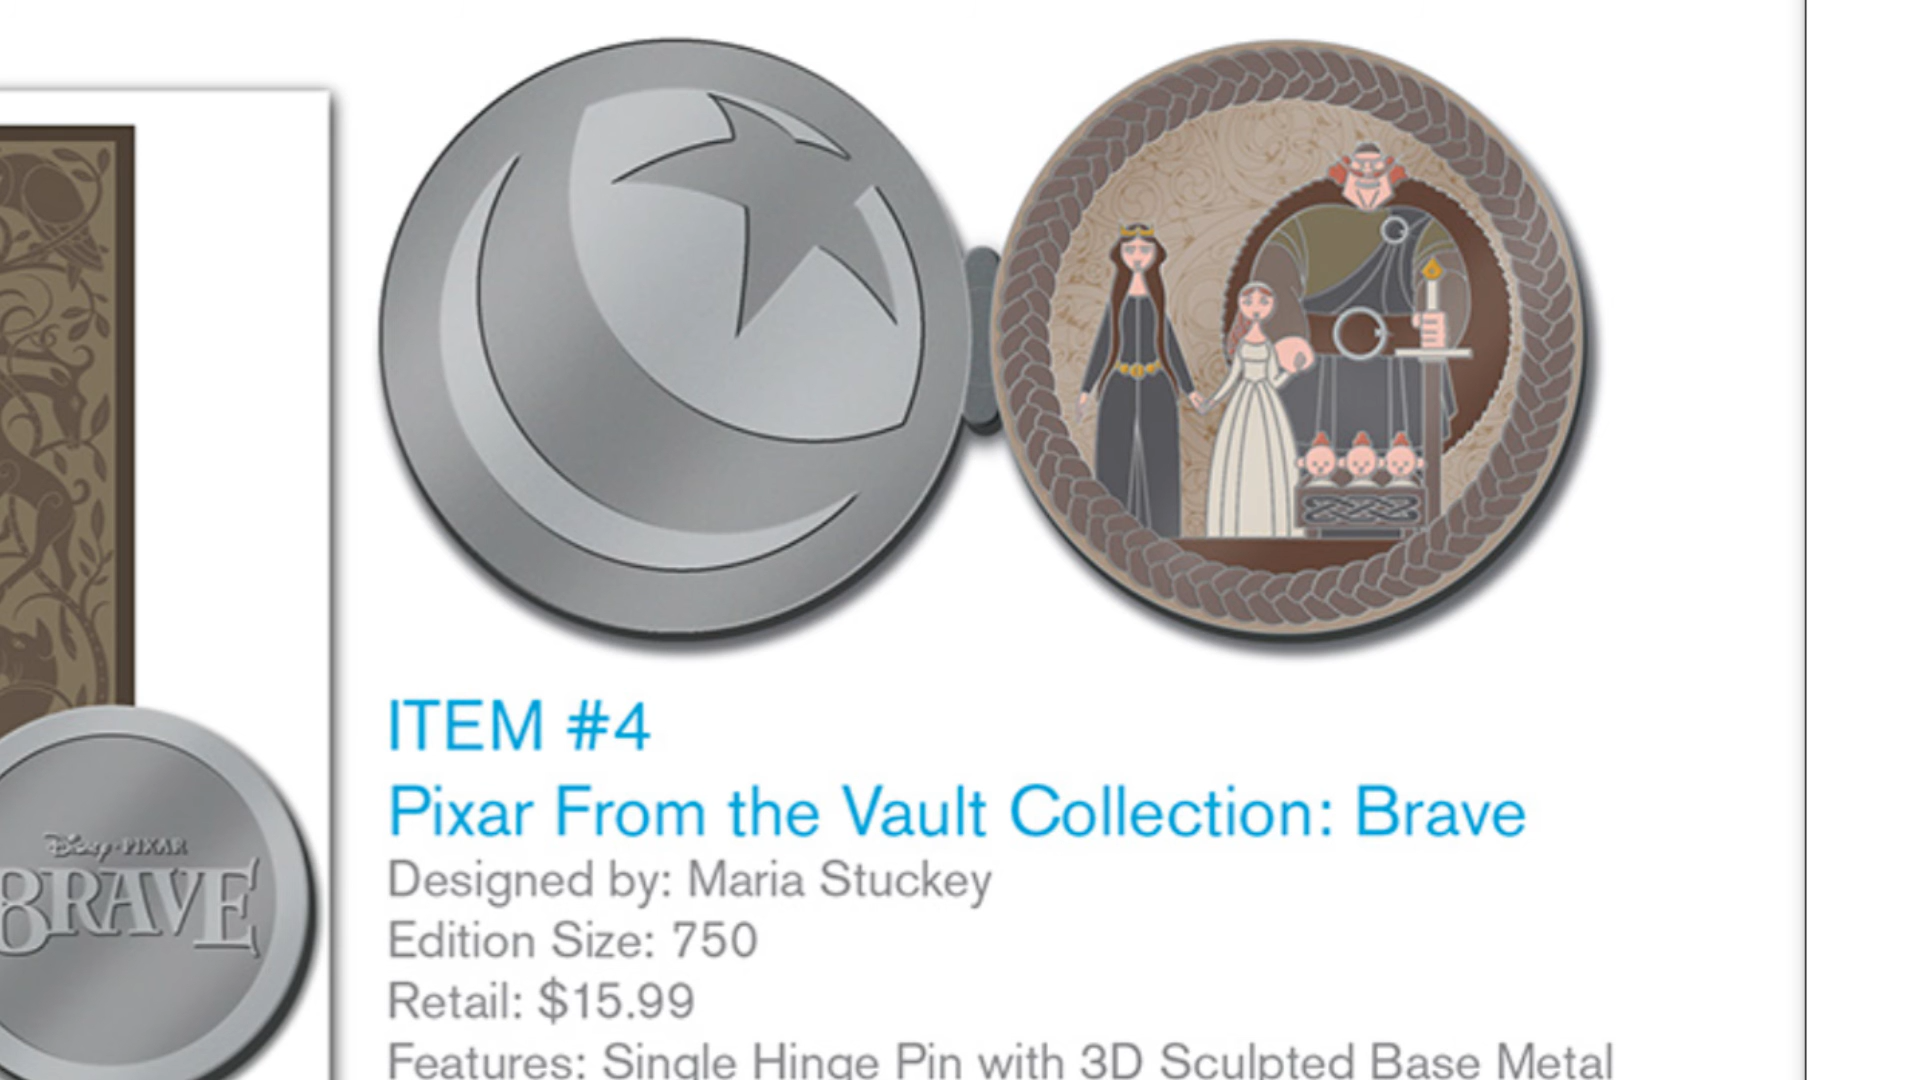 Disney·PIXAR
BRAVE
ITEM #4
Pixar From the Vault Collection: Brave
Designed by: Maria Stuckey
Edition Size: 750
Retail: $15.99
Features: Single Hinge Pin with 3D Sculpted Base Metal